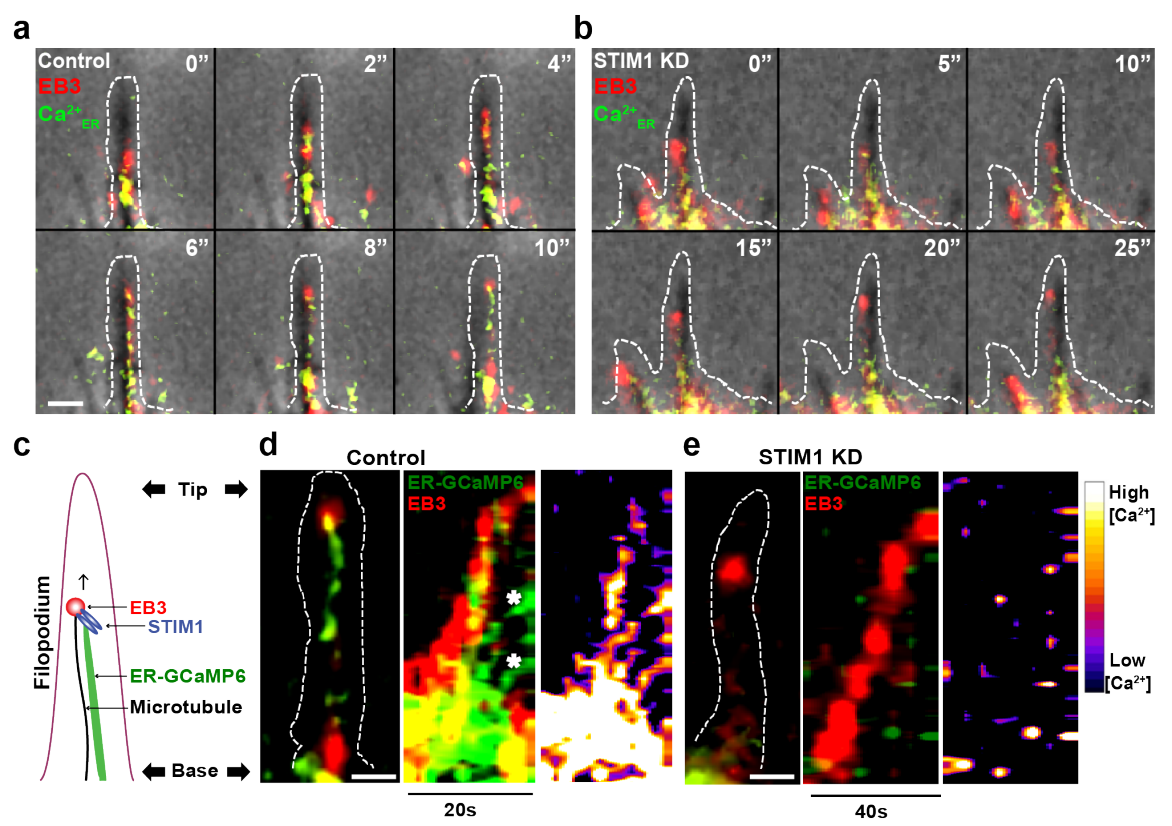 a
Control
0”
2”
4”
EB3
Ca²⁺ER
6”
8”
10”
b
STIM1 KD
0”
5”
10”
EB3
Ca²⁺ER
15”
20”
25”
c
Tip
Filopodium
EB3
STIM1
ER-GCaMP6
Microtubule
Base
d
Control
ER-GCaMP6
EB3
*
*
20s
e
STIM1 KD
ER-GCaMP6
EB3
40s
High
[Ca²⁺]
Low
[Ca²⁺]